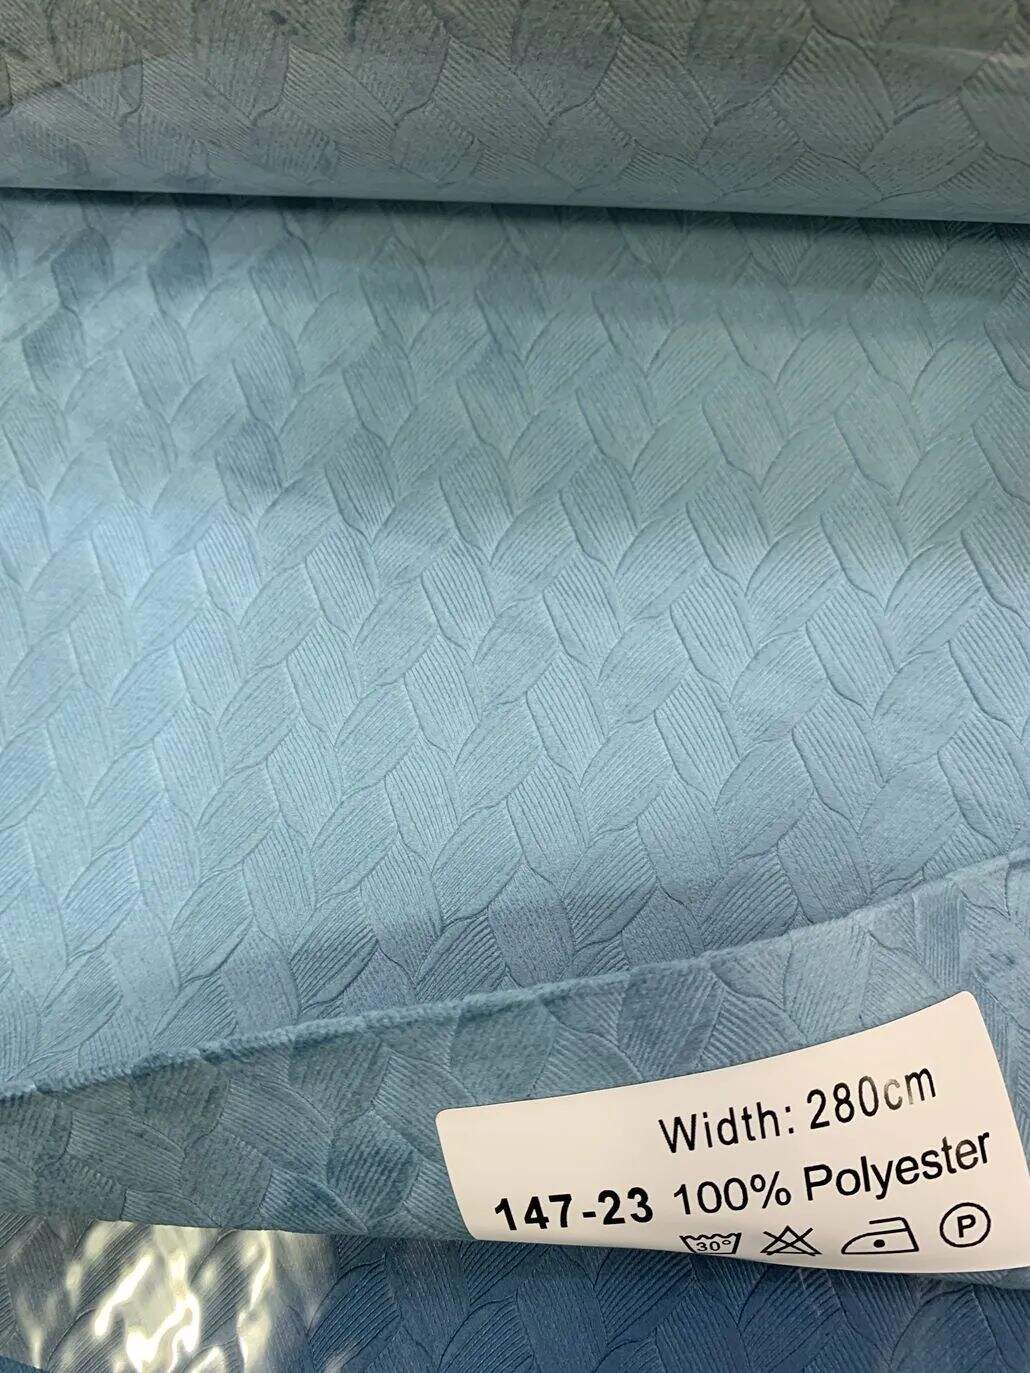 Width: 280cm
147-23 100% Polyester
30° P